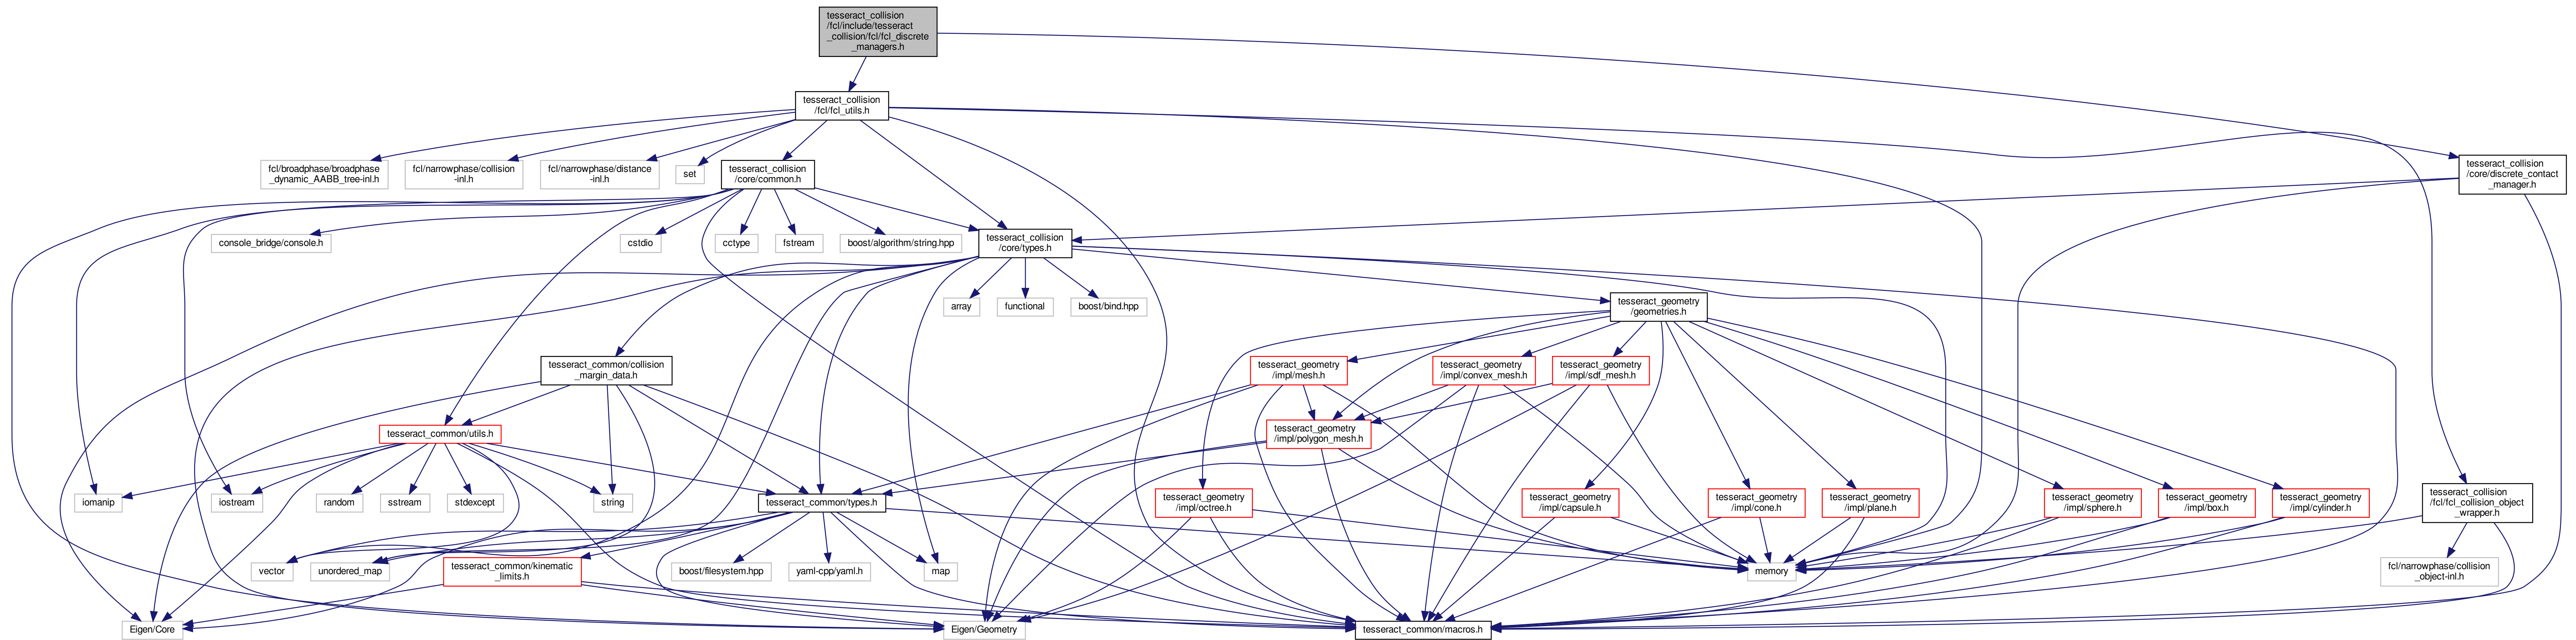 tesseract_collision
/fcl/include/tesseract
_collision/fcl/fcl_discrete
_managers.h
tesseract_collision
/fcl/fcl_utils.h
fcl/broadphase/broadphase
_dynamic_AABB_tree-inl.h
fcl/narrowphase/collision
-inl.h
fcl/narrowphase/distance
-inl.h
set
tesseract_collision
/core/common.h
tesseract_collision
/core/discrete_contact
_manager.h
console_bridge/console.h
cstdio
cctype
fstream
boost/algorithm/string.hpp
tesseract_collision
/core/types.h
array
functional
boost/bind.hpp
tesseract_geometry
/geometries.h
tesseract_common/collision
_margin_data.h
tesseract_geometry
/impl/mesh.h
tesseract_geometry
/impl/convex_mesh.h
tesseract_geometry
/impl/sdf_mesh.h
tesseract_common/utils.h
tesseract_geometry
/impl/polygon_mesh.h
iomanip
iostream
random
sstream
stdexcept
string
tesseract_common/types.h
tesseract_geometry
/impl/octree.h
tesseract_geometry
/impl/capsule.h
tesseract_geometry
/impl/cone.h
tesseract_geometry
/impl/plane.h
tesseract_geometry
/impl/sphere.h
tesseract_geometry
/impl/box.h
tesseract_geometry
/impl/cylinder.h
tesseract_collision
/fcl/fcl_collision_object
_wrapper.h
vector
unordered_map
tesseract_common/kinematic
_limits.h
boost/filesystem.hpp
yaml-cpp/yaml.h
map
memory
fcl/narrowphase/collision
_object-inl.h
Eigen/Core
Eigen/Geometry
tesseract_common/macros.h